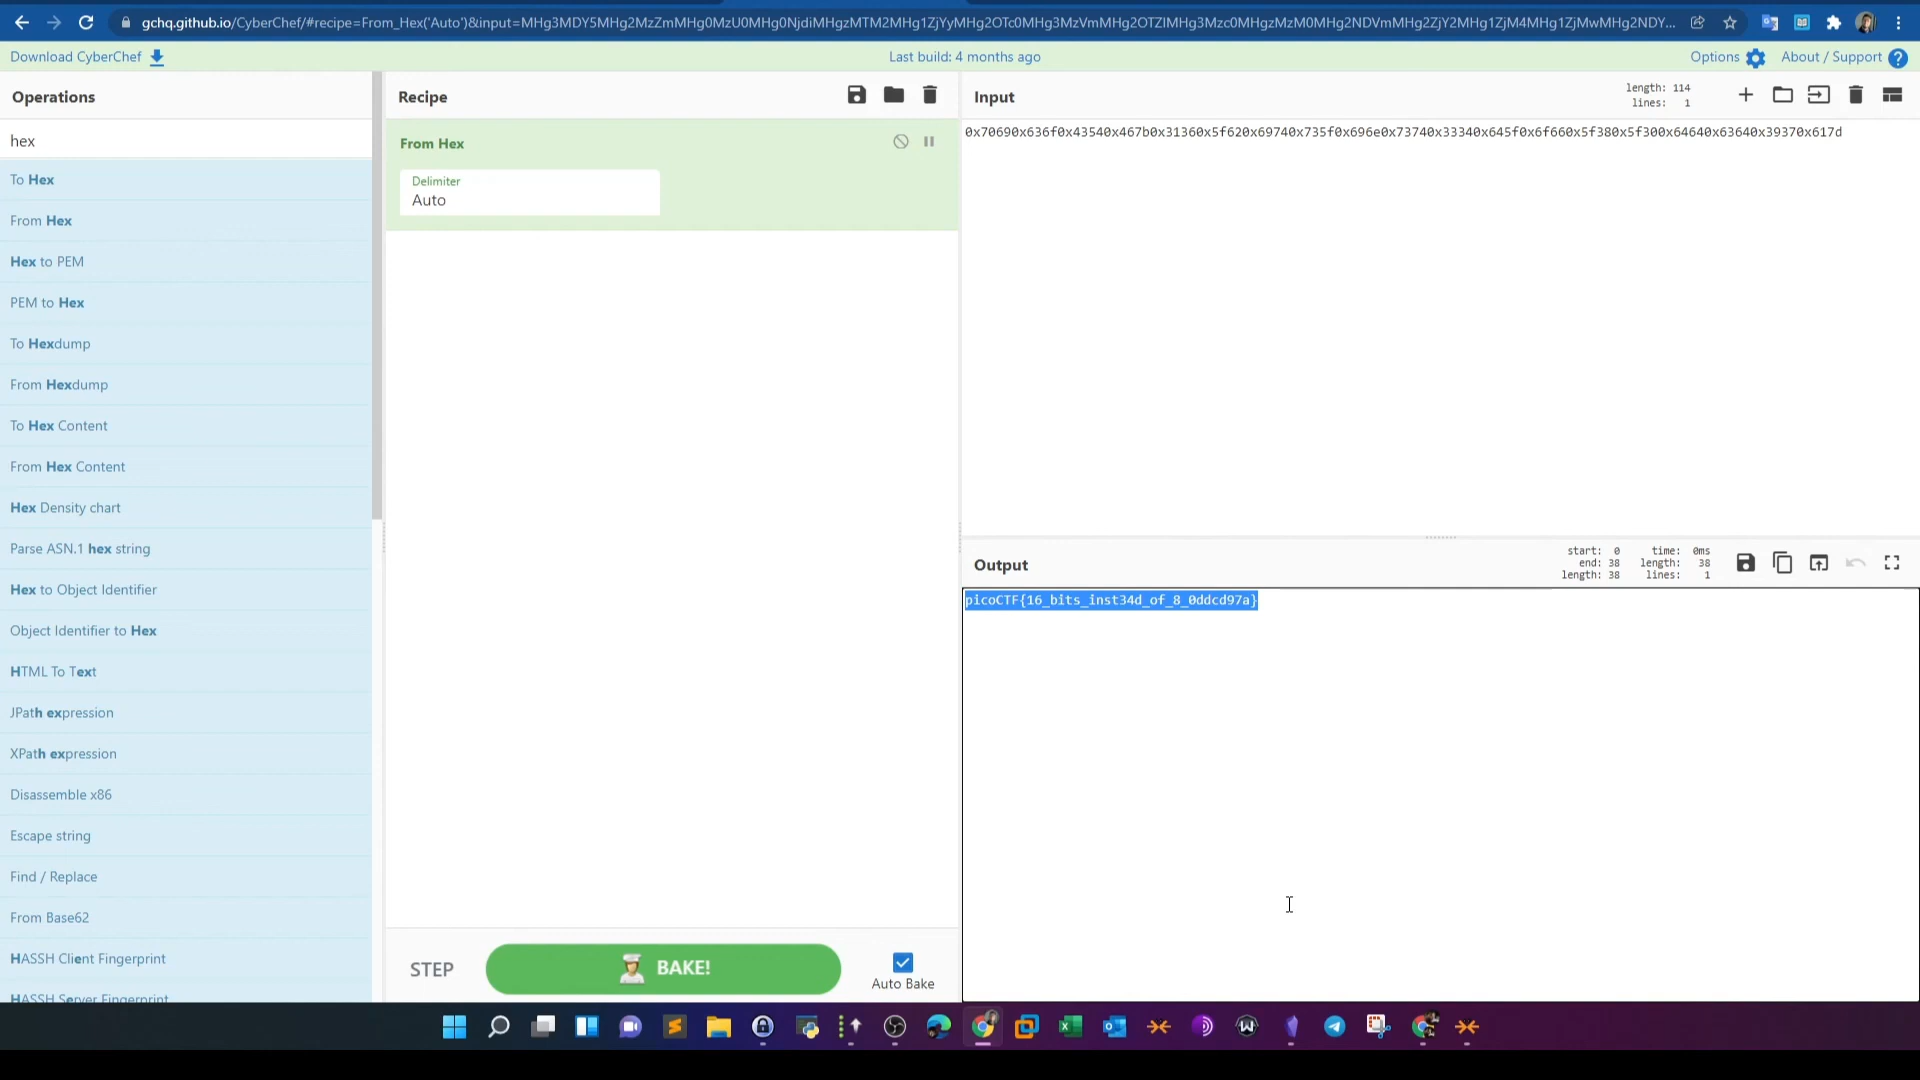 gchq.github.io/CyberChef/#recipe=From_Hex('Auto')&input=MHg3MDY5MHg2MzZmMHg0MzU0MHg0NjdiMHgzMTM2MHg1ZjYyMHg2OTc0MHg3MzVmMHg2OTZlMHg3Mzc0MHgzMzM0MHg2NDVmMHg2ZjY2MHg1ZjM4MHg1ZjMwMHg2NDY...
Download CyberChef
Last build: 4 months ago
Options
About / Support
Operations
hex
To Hex
From Hex
Hex to PEM
PEM to Hex
To Hexdump
From Hexdump
To Hex Content
From Hex Content
Hex Density chart
Parse ASN.1 hex string
Hex to Object Identifier
Object Identifier to Hex
HTML To Text
JPath expression
XPath expression
Disassemble x86
Escape string
Find / Replace
From Base62
HASSH Client Fingerprint
HASSH Server Fingerprint
Recipe
From Hex
Delimiter
Auto
STEP
BAKE!
Auto Bake
Input
length: 114
lines: 1
0x70690x636f0x43540x467b0x31360x5f620x69740x735f0x696e0x73740x33340x645f0x6f660x5f380x5f300x64640x63640x39370x617d
Output
start: 0 time: 0ms
end: 38 length: 38
length: 38 lines: 1
picoCTF{16_bits_inst34d_of_8_0ddcd97a}